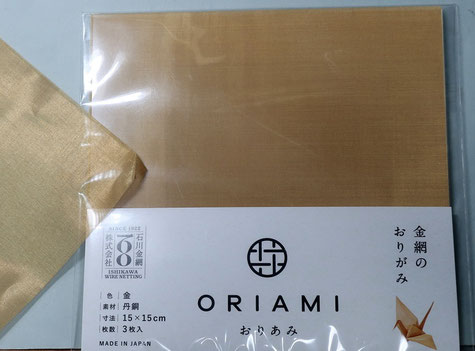 金網の
おりがみ
SINCE 1922
石川金網
株式会社
ISHIKAWA
WIRE NETTING
ORIAMI
おりあみ
色 金
素材 丹銅
寸法 15×15cm
枚数 3枚入
MADE IN JAPAN